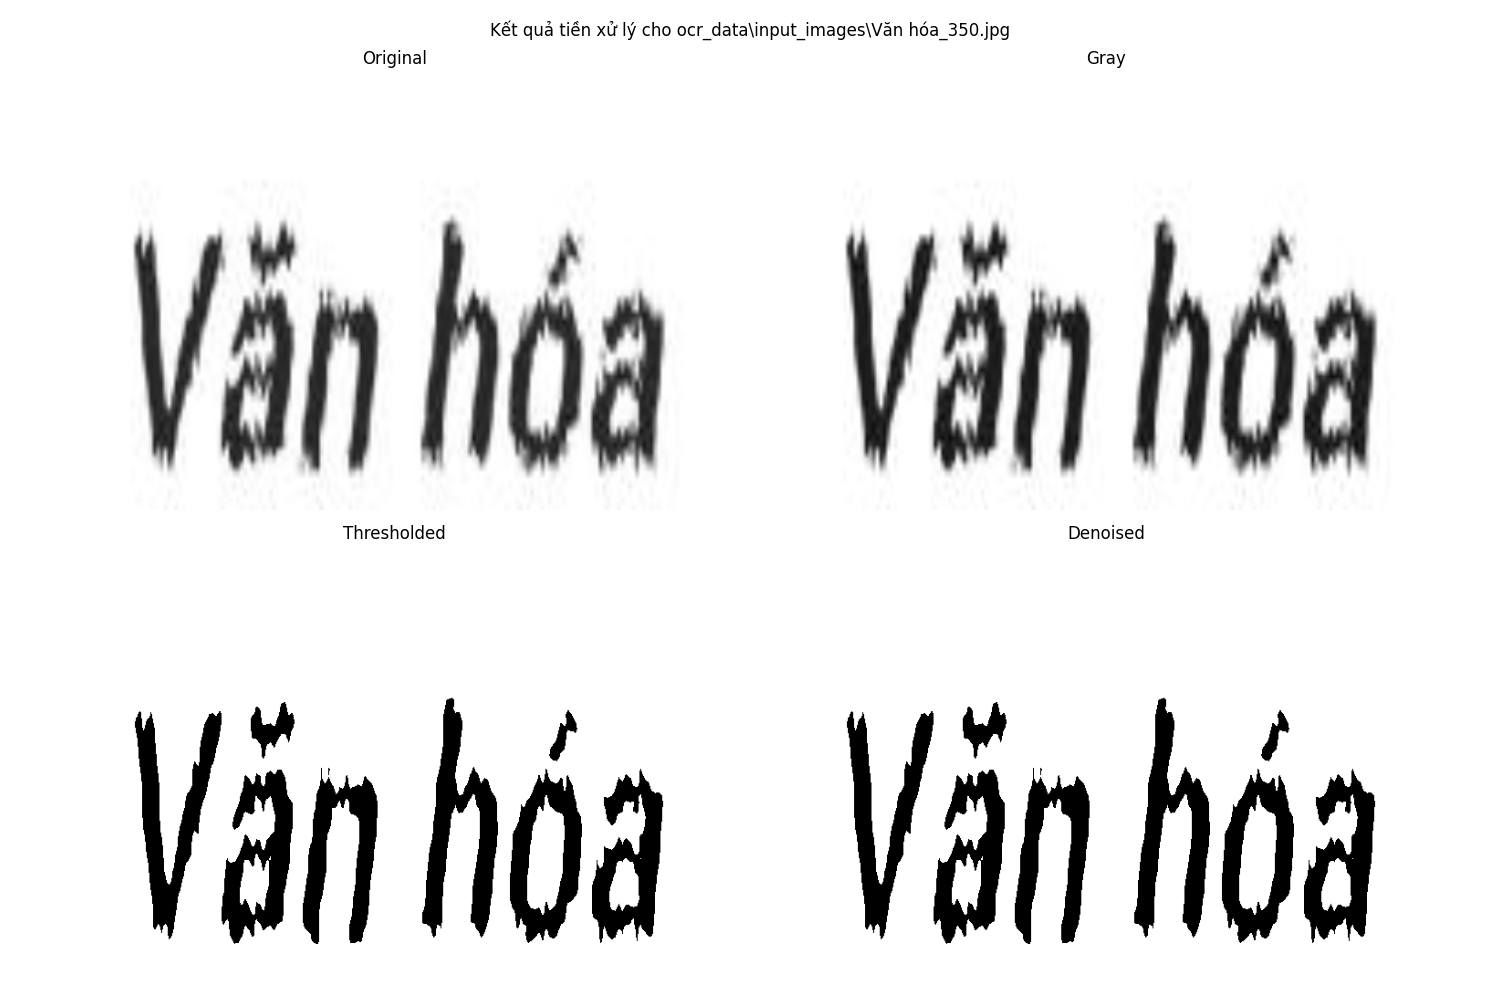 Kết quả tiền xử lý cho ocr_data\input_images\Văn hóa_350.jpg
Original
Gray
Văn hóa
Văn hóa
Thresholded
Denoised
Văn hóa
Văn hóa